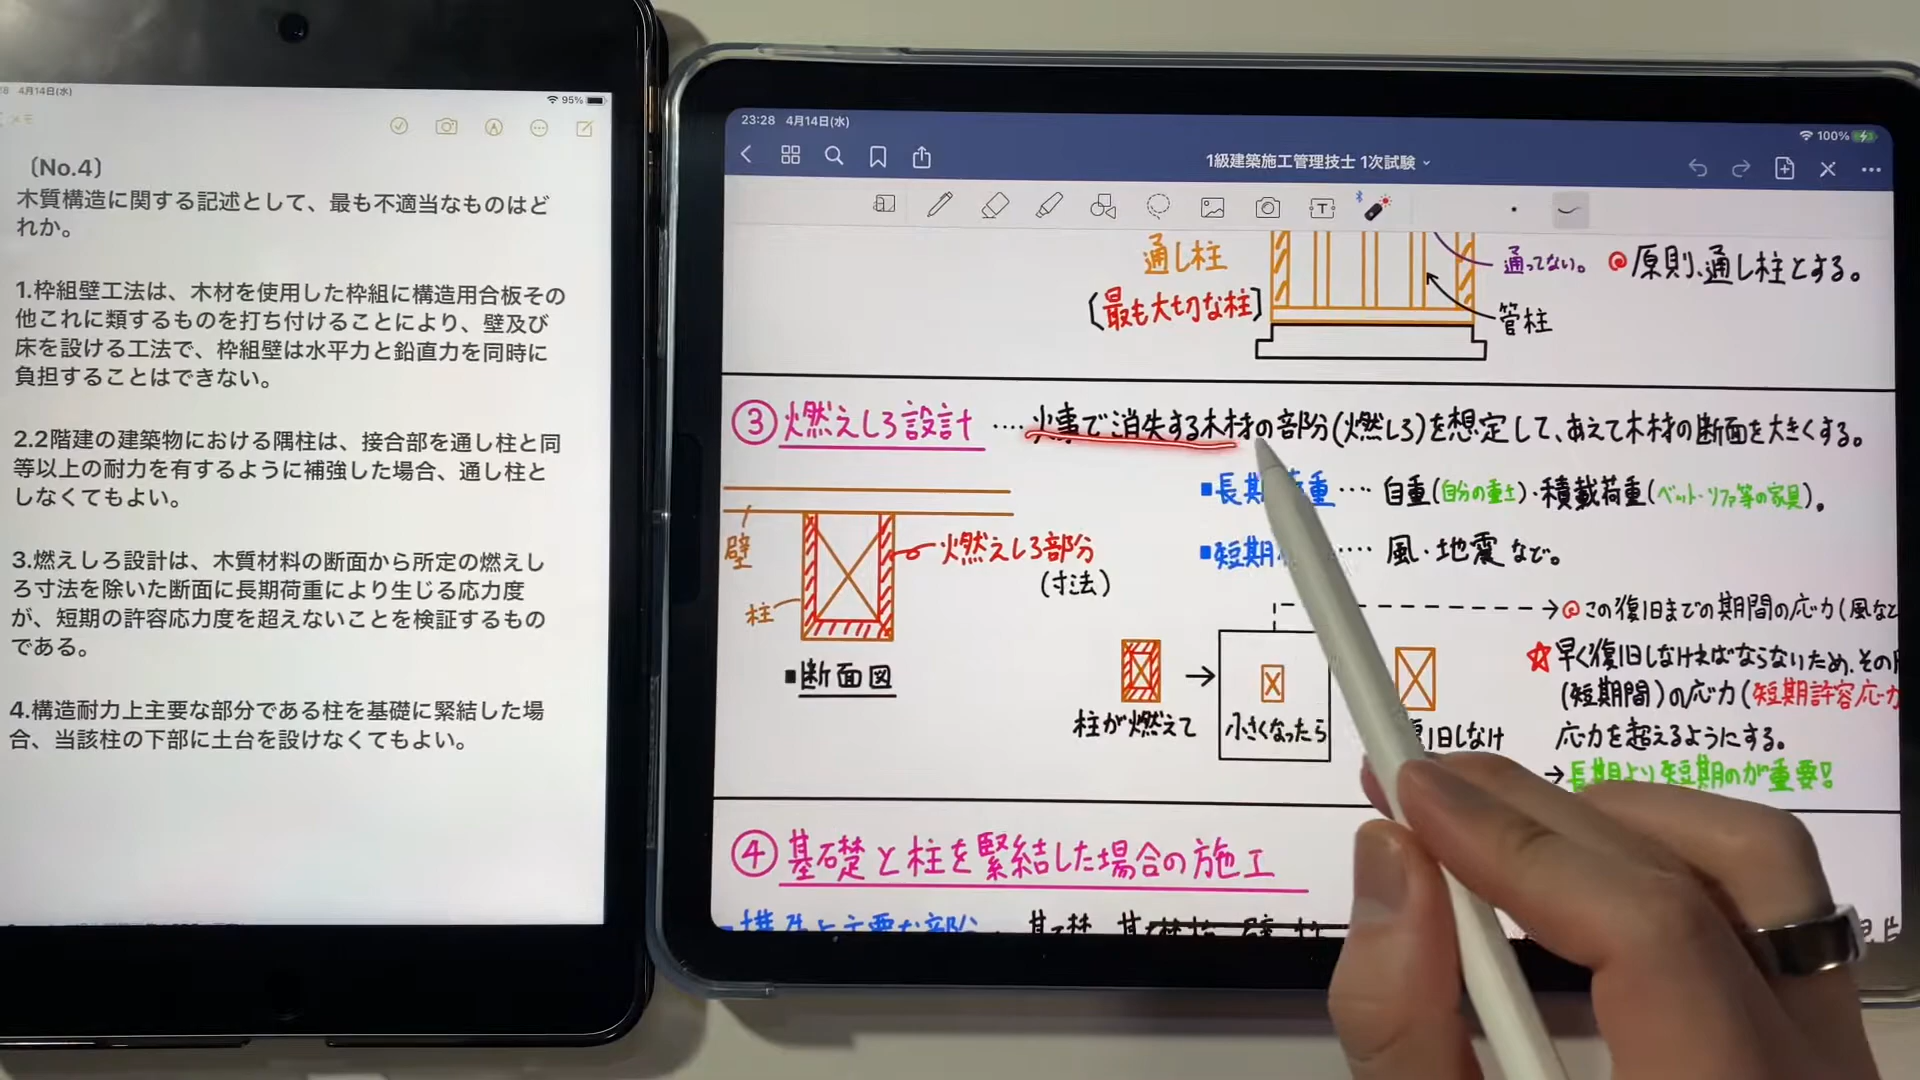 4月14日(水)
95%
メモ
〔No.4〕
木質構造に関する記述として、最も不適当なものはど
れか。
1.枠組壁工法は、木材を使用した枠組に構造用合板その
他これに類するものを打ち付けることにより、壁及び
床を設ける工法で、枠組壁は水平力と鉛直力を同時に
負担することはできない。
2.2階建の建築物における隅柱は、接合部を通し柱と同
等以上の耐力を有するように補強した場合、通し柱と
しなくてもよい。
3.燃えしろ設計は、木質材料の断面から所定の燃えし
ろ寸法を除いた断面に長期荷重により生じる応力度
が、短期の許容応力度を超えないことを検証するもの
である。
4.構造耐力上主要な部分である柱を基礎に緊結した場
合、当該柱の下部に土台を設けなくてもよい。
23:28 4月14日(水)
100%
1級建築施工管理技士 1次試験
通し柱
(最も大切な柱)
通ってない。
原則、通し柱とする。
管柱
③燃えしろ設計 ‥‥火事で消失する木材の部分(燃しろ)を想定して、あえて木材の断面を大きくする。
■長期 重 ‥‥ 自重(自分の重さ)・積載荷重(ベット・ソファ等の家具)。
■短期 ‥‥ 風・地震など。
壁
柱
燃えしろ部分
(寸法)
■断面図
柱が燃えて
小さくなったら
旧しなけ
この復旧までの期間の応力(風など
☆早く復旧しなければならないため、その
(短期間)の応力(短期許容応力
応力を超えるようにする。
→長期より短期のが重要!
④基礎と柱を緊結した場合の施工